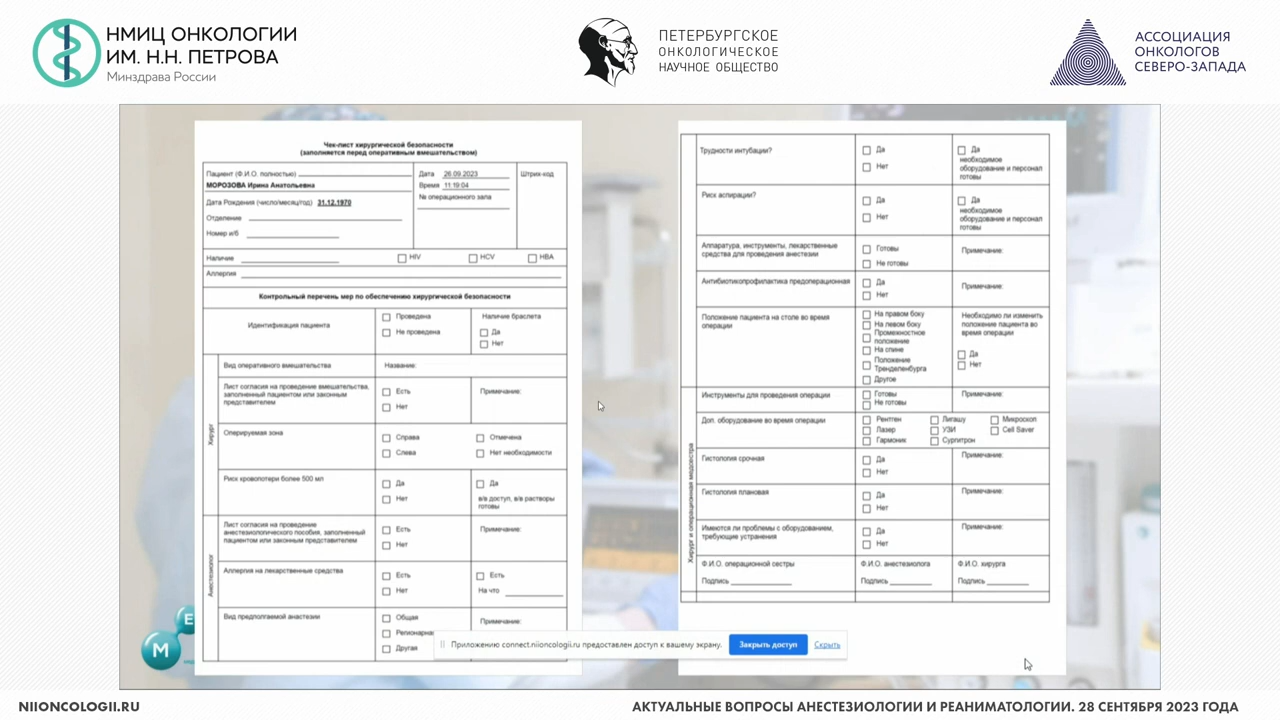 НМИЦ ОНКОЛОГИИ
ИМ. Н.Н. ПЕТРОВА
Минздрава России
ПЕТЕРБУРГСКОЕ
ОНКОЛОГИЧЕСКОЕ
НАУЧНОЕ ОБЩЕСТВО
АССОЦИАЦИЯ
ОНКОЛОГОВ
СЕВЕРО-ЗАПАДА
Чек-лист хирургической безопасности
(заполняется перед оперативным вмешательством)
Пациент (Ф.И.О. полностью)
МОРОЗОВА Ирина Анатольевна
Дата Рождения (число/месяц/год) 31.12.1970
Отделение
Номер и/б
Дата 26.09.2023
Время 11:19:04
№ операционного зала
Штрих-код
Наличие
HIV
HCV
HBA
Аллергия
Контрольный перечень мер по обеспечению хирургической безопасности
Идентификация пациента
Проведена
Не проведена
Наличие браслета
Да
Нет
Хирург
Вид оперативного вмешательства
Название:
Лист согласия на проведение вмешательства,
заполненный пациентом или законным
представителем
Есть
Нет
Примечание:
Оперируемая зона
Справа
Слева
Отмечена
Нет необходимости
Риск кровопотери более 500 мл
Да
Нет
Да
в/в доступ, в/в растворы
готовы
Анестезиолог
Лист согласия на проведение
анестезиологического пособия, заполненный
пациентом или законным представителем
Есть
Нет
Примечание:
Аллергия на лекарственные средства
Есть
Нет
Есть
На что
Вид предполагаемой анастезии
Общая
Регионарна
Другая
Примечание:
Трудности интубации?
Да
Нет
Да
необходимое
оборудование и персонал
готовы
Риск аспирации?
Да
Нет
Да
необходимое
оборудование и персонал
готовы
Аппаратура, инструменты, лекарственные
средства для проведения анестезии
Готовы
Не готовы
Примечание:
Антибиотикопрофилактика предоперационная
Да
Нет
Примечание:
Положение пациента на столе во время
операции
На правом боку
На левом боку
Промежностное
положение
На спине
Положение
Тренделенбурга
Другое
Необходимо ли изменить
положение пациента во
время операции
Да
Нет
Хирург и операционная медсестра
Инструменты для проведения операции
Готовы
Не готовы
Примечание:
Доп. оборудование во время операции
Рентген
Лазер
Гармоник
Лигашу
УЗИ
Сургитрон
Микроскоп
Cell Saver
Гистология срочная
Да
Нет
Примечание:
Гистология плановая
Да
Нет
Примечание:
Имеются ли проблемы с оборудованием,
требующие устранения
Да
Нет
Примечание:
Ф.И.О. операционной сестры
Подпись
Ф.И.О. анестезиолога
Подпись
Ф.И.О. хирурга
Подпись
E
M
Приложению connect.niioncologii.ru предоставлен доступ к вашему экрану.
Закрыть доступ
Скрыть
NIIONCOLOGII.RU
АКТУАЛЬНЫЕ ВОПРОСЫ АНЕСТЕЗИОЛОГИИ И РЕАНИМАТОЛОГИИ. 28 СЕНТЯБРЯ 2023 ГОДА